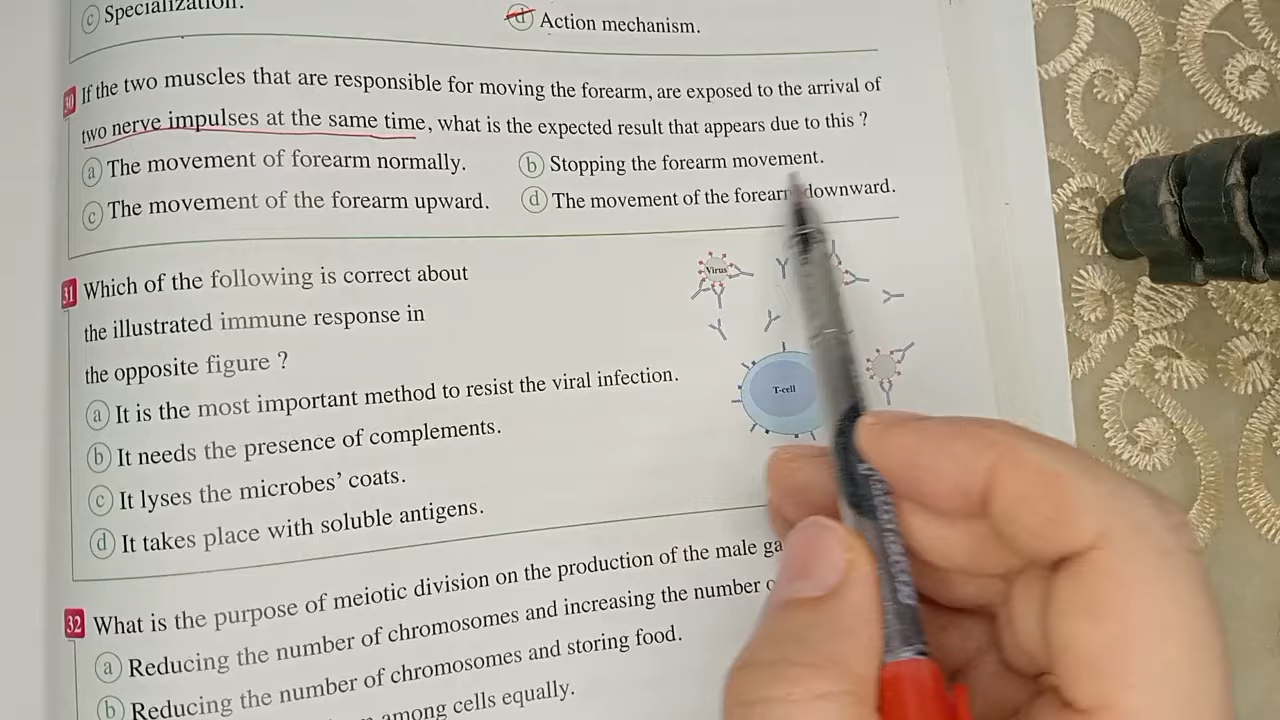 c Specialization.
d Action mechanism.
30 If the two muscles that are responsible for moving the forearm, are exposed to the arrival of
two nerve impulses at the same time, what is the expected result that appears due to this ?
a The movement of forearm normally.
b Stopping the forearm movement.
c The movement of the forearm upward.
d The movement of the forearm downward.
31 Which of the following is correct about
the illustrated immune response in
the opposite figure ?
Virus
T-cell
a It is the most important method to resist the viral infection.
b It needs the presence of complements.
c It lyses the microbes' coats.
d It takes place with soluble antigens.
32 What is the purpose of meiotic division on the production of the male
a Reducing the number of chromosomes and increasing the number
b Reducing the number of chromosomes and storing food.
among cells equally.